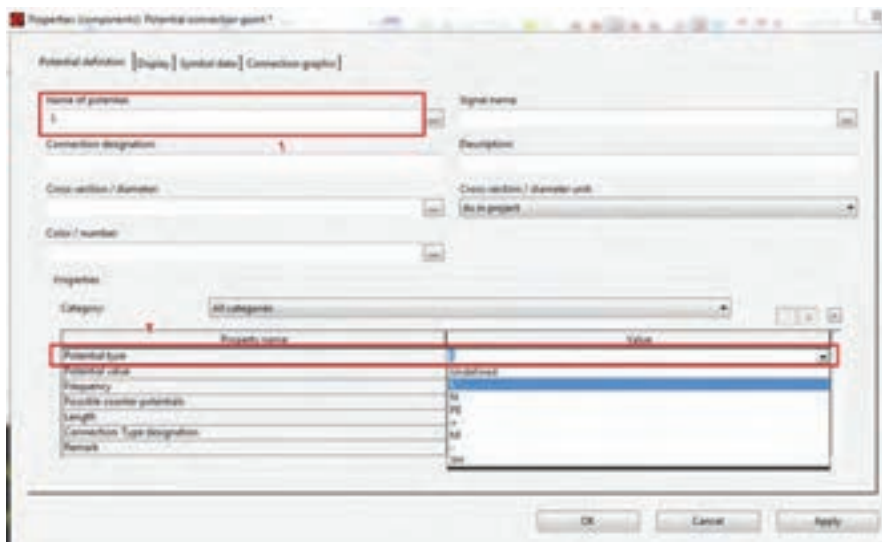 Properties (components): Potential connection point *
Potential definition Display Symbol data Connection graphic
Name of potential:
Signal name:
Connection designation:
Description:
Cross-section / diameter:
Cross-section / diameter unit:
As in project
Color / number:
Properties
Category:
All categories
Property name
Value
Potential type
Potential value
Undefined
Frequency
Possible counter potentials
N
PE
Length
+
Connection: Type designation
M
Remark
-
SH
OK Cancel Apply